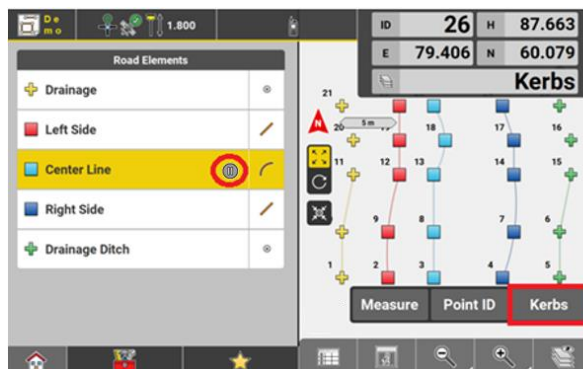 De
mo
1.800
Road Elements
Drainage
Left Side
Center Line
Right Side
Drainage Ditch
ID 26 H 87.663
E 79.406 N 60.079
Kerbs
21
5 m
20 18 17 16
11 12 13 14 15
9 8 7 6
1 2 3 4 5
Measure Point ID Kerbs